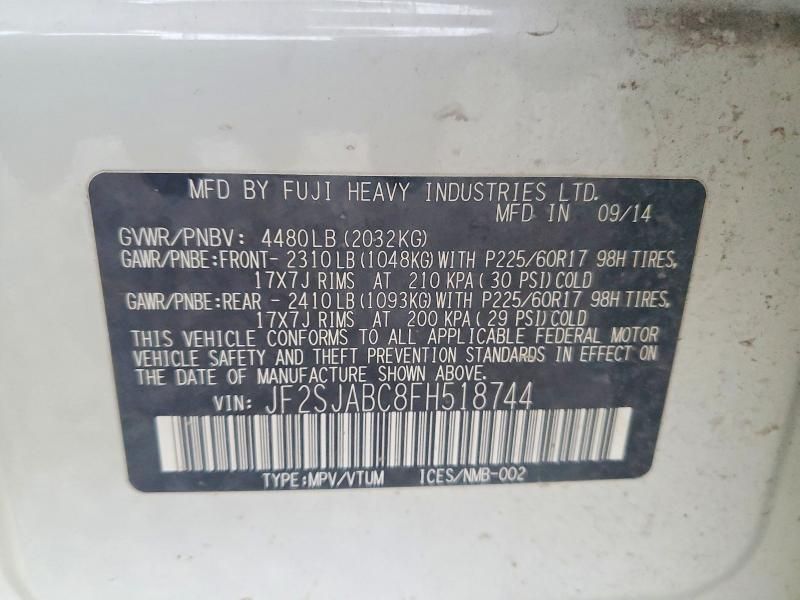 MFD BY FUJI HEAVY INDUSTRIES LTD.
MFD IN 09/14
GVWR/PNBV: 4480LB(2032KG)
GAWR/PNBE:FRONT- 2310LB(1048KG)WITH P225/60R17 98H TIRES,
17X7J RIMS AT 210 KPA(30 PSI)COLD
GAWR/PNBE:REAR - 2410LB(1093KG)WITH P225/60R17 98H TIRES,
17X7J RIMS AT 200 KPA(29 PSI)COLD
THIS VEHICLE CONFORMS TO ALL APPLICABLE FEDERAL MOTOR
VEHICLE SAFETY AND THEFT PREVENTION STANDARDS IN EFFECT ON
THE DATE OF MANUFACTURE SHOWN ABOVE.
VIN: JF2SJABC8FH518744
TYPE:MPV/VTUM ICES/NMB-002